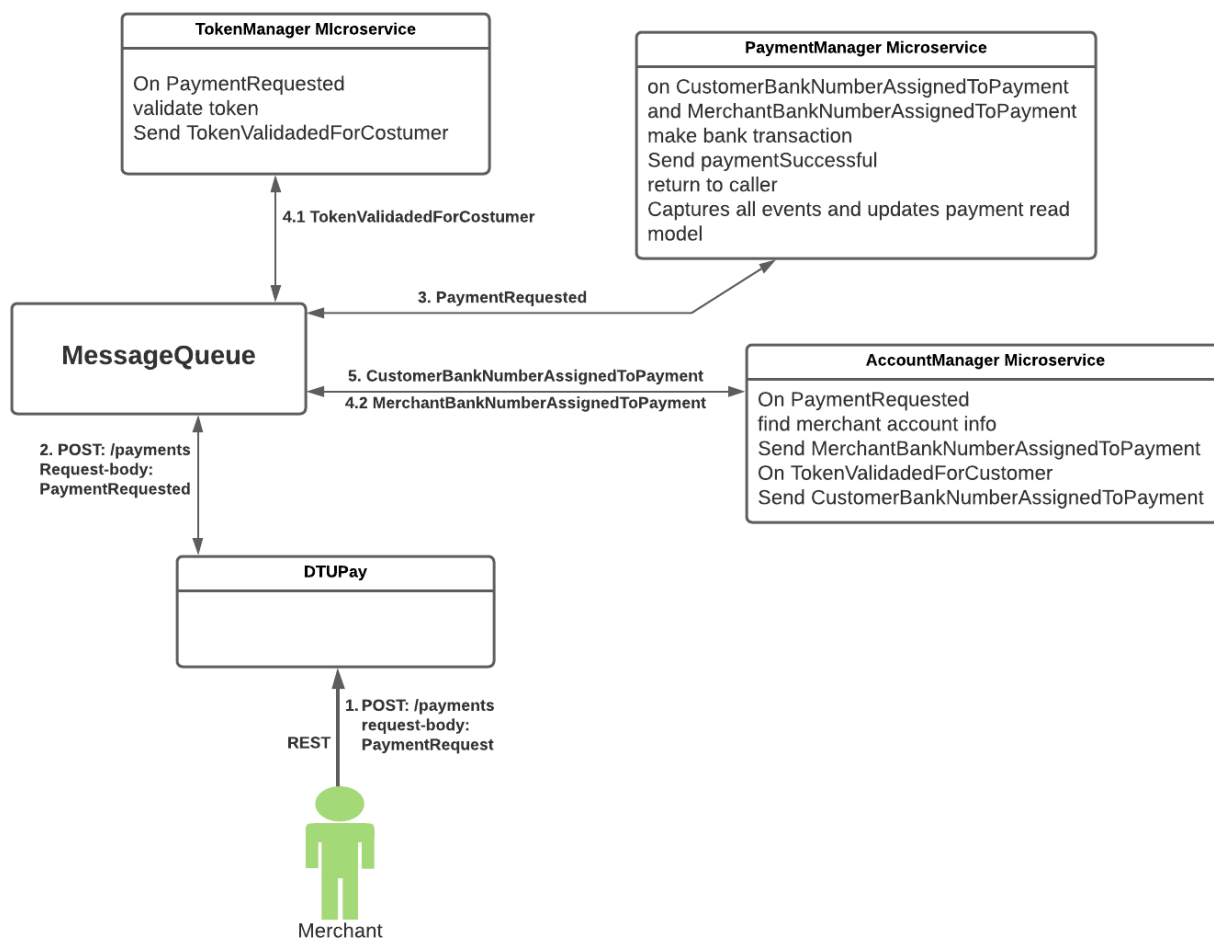 TokenManager MIcroservice
On PaymentRequested
validate token
Send TokenValidadedForCostumer
PaymentManager Microservice
on CustomerBankNumberAssignedToPayment
and MerchantBankNumberAssignedToPayment
make bank transaction
Send paymentSuccessful
return to caller
Captures all events and updates payment read
model
4.1 TokenValidadedForCostumer
3. PaymentRequested
MessageQueue
5. CustomerBankNumberAssignedToPayment
4.2 MerchantBankNumberAssignedToPayment
AccountManager Microservice
On PaymentRequested
find merchant account info
Send MerchantBankNumberAssignedToPayment
On TokenValidadedForCustomer
Send CustomerBankNumberAssignedToPayment
2. POST: /payments
Request-body:
PaymentRequested
DTUPay
1. POST: /payments
request-body:
PaymentRequest
REST
Merchant